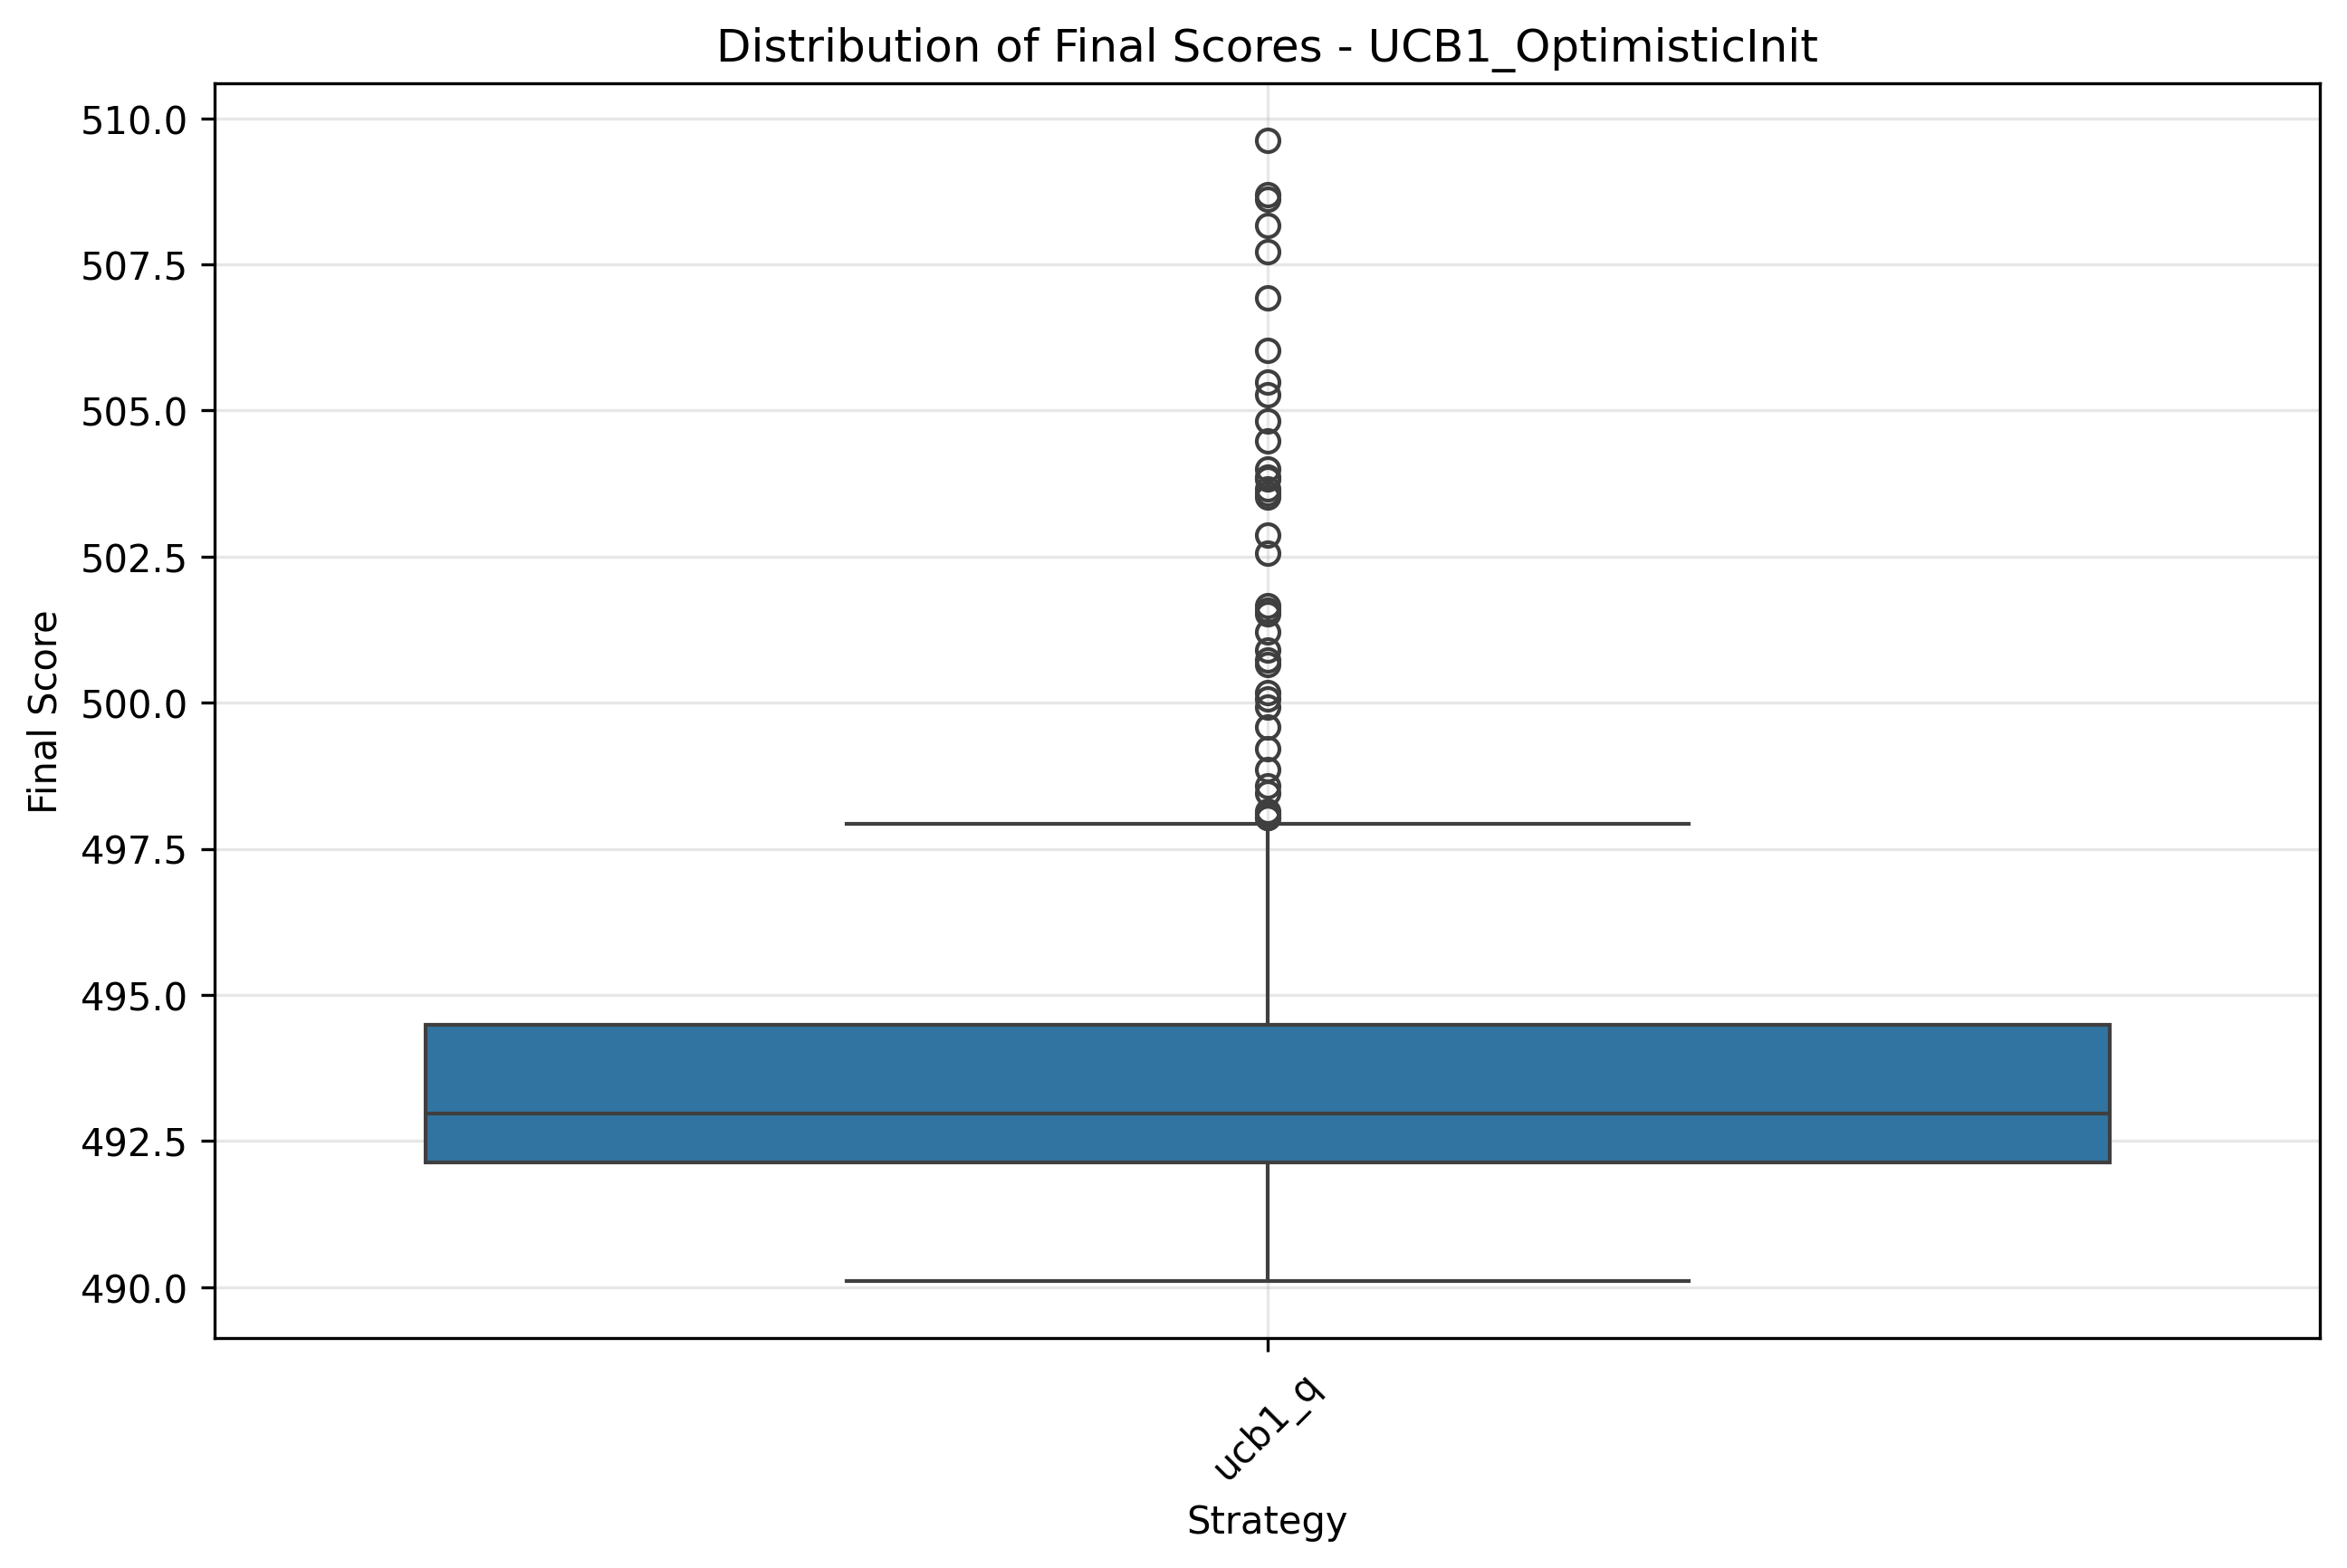 Distribution of Final Scores - UCB1_OptimisticInit
510.0
507.5
505.0
502.5
500.0
497.5
495.0
492.5
490.0
Final Score
ucb1_q
Strategy